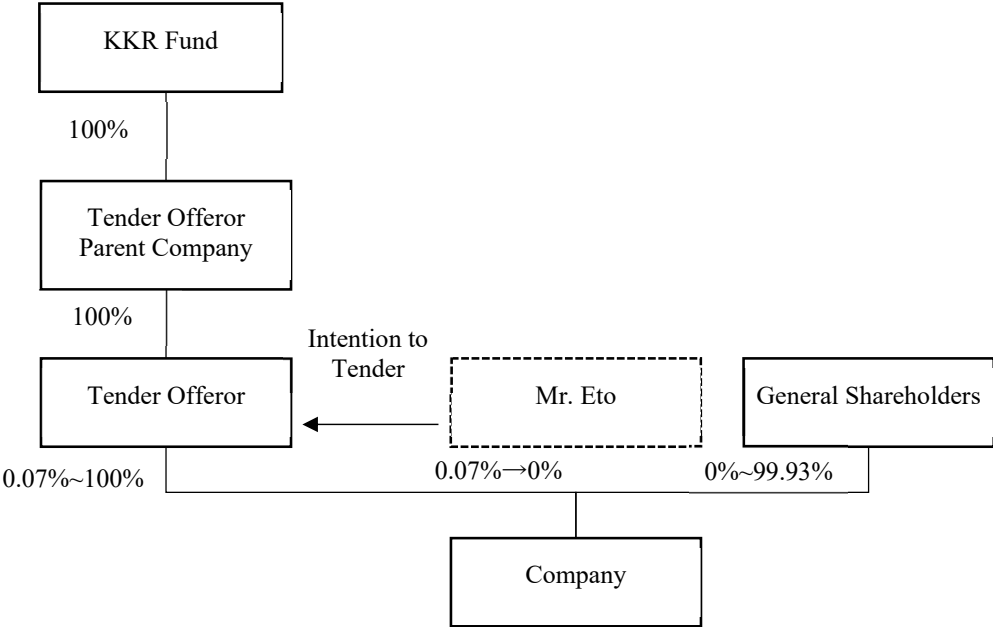 KKR Fund
100%
Tender Offeror
Parent Company
100%
Intention to
Tender
Tender Offeror
Mr. Eto
General Shareholders
0.07%~100%
0.07%→0%
0%~99.93%
Company